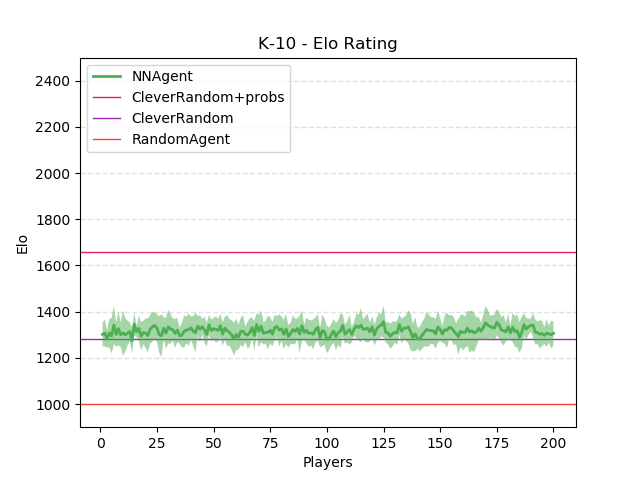 K-10 - Elo Rating
NNAgent
CleverRandom+probs
CleverRandom
RandomAgent
2400
2200
2000
1800
1600
1400
1200
1000
Elo
0 25 50 75 100 125 150 175 200
Players